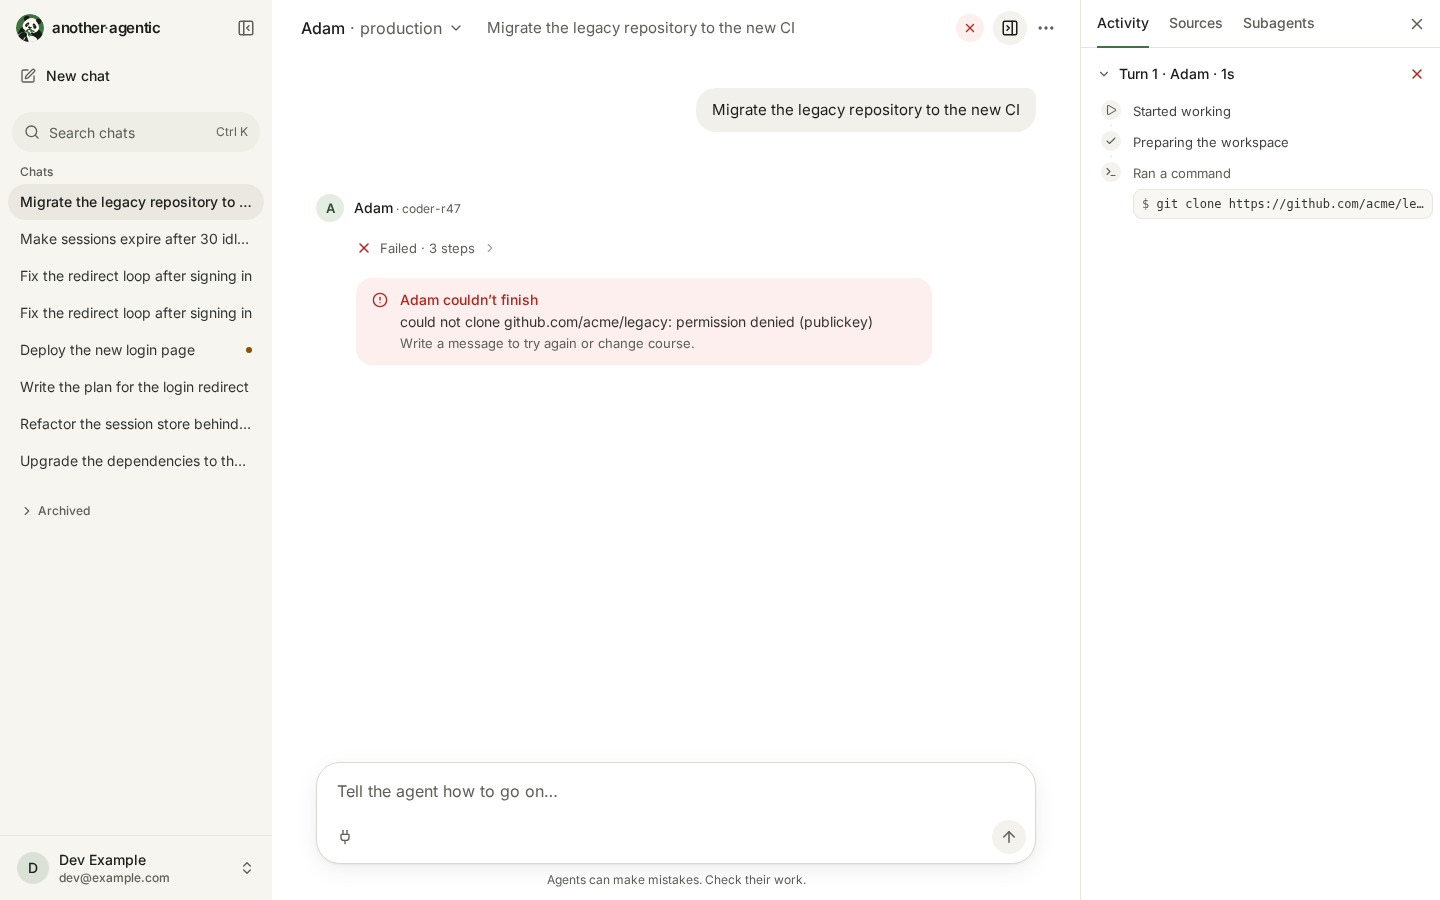 another·agentic
New chat
Search chats
Ctrl K
Chats
Migrate the legacy repository to ...
Make sessions expire after 30 idl...
Fix the redirect loop after signing in
Fix the redirect loop after signing in
Deploy the new login page
Write the plan for the login redirect
Refactor the session store behind...
Upgrade the dependencies to th...
Archived
D
Dev Example
dev@example.com
Adam · production
Migrate the legacy repository to the new CI
Migrate the legacy repository to the new CI
A
Adam · coder-r47
Failed · 3 steps
Adam couldn't finish
could not clone github.com/acme/legacy: permission denied (publickey)
Write a message to try again or change course.
Tell the agent how to go on...
Agents can make mistakes. Check their work.
Activity
Sources
Subagents
Turn 1 · Adam · 1s
Started working
Preparing the workspace
Ran a command
$ git clone https://github.com/acme/le…